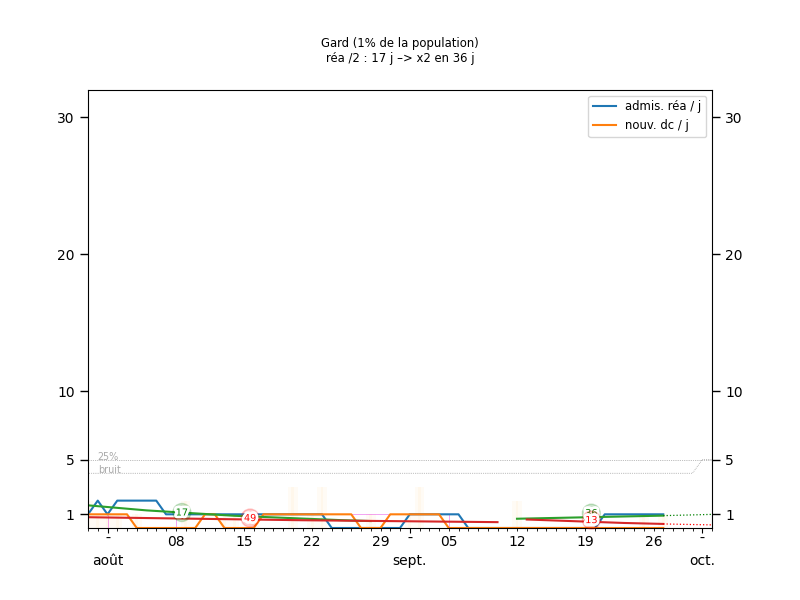 Gard (1% de la population)
réa /2 : 17 j –> x2 en 36 j
admis. réa / j
nouv. dc / j
30 30
20 20
10 10
25%
5 5
bruit
17 49 36
13
1 1
- 08 15 22 29 - 05 12 19 26 -
août sept. oct.